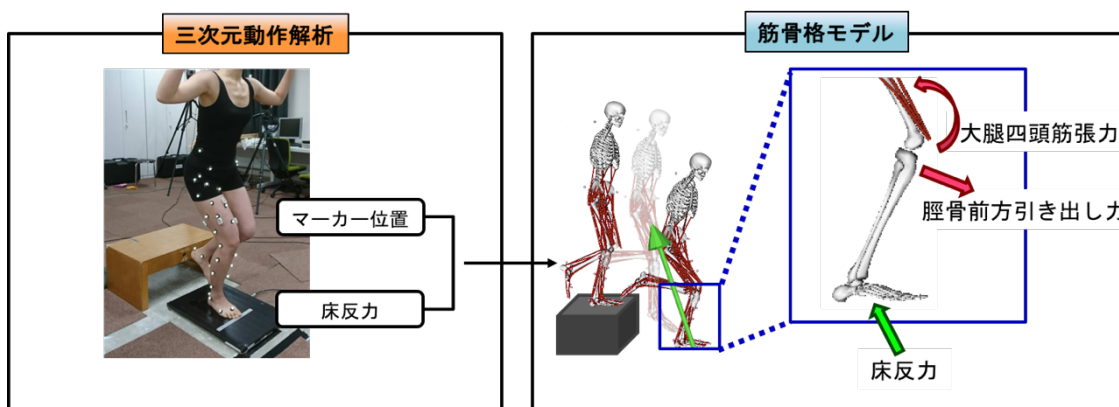 三次元動作解析
マーカー位置
床反力
筋骨格モデル
大腿四頭筋張力
脛骨前方引き出し力
床反力